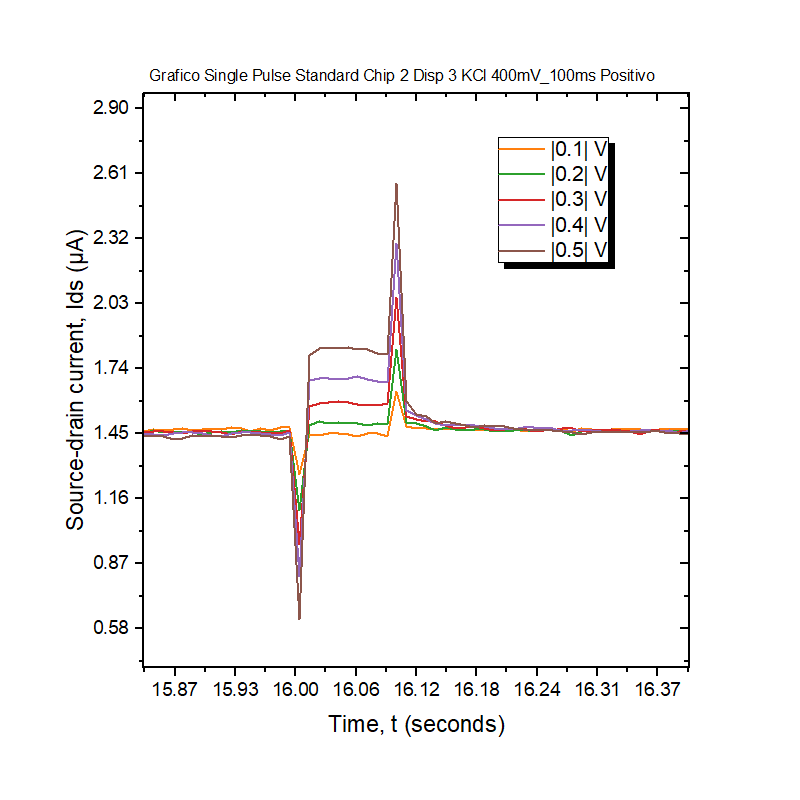 Grafico Single Pulse Standard Chip 2 Disp 3 KCl 400mV_100ms Positivo
2.90
2.61
2.32
2.03
1.74
1.45
1.16
0.87
0.58
Source-drain current, Ids (µA)
|0.1| V
|0.2| V
|0.3| V
|0.4| V
|0.5| V
15.87 15.93 16.00 16.06 16.12 16.18 16.24 16.31 16.37
Time, t (seconds)